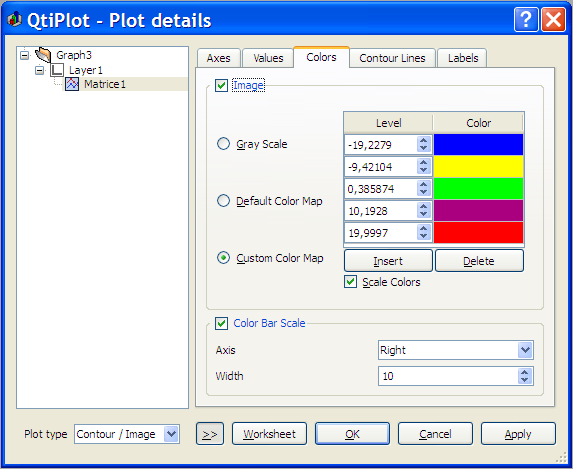 QtiPlot - Plot details
Graph3
Layer1
Matrice1
Axes Values Colors Contour Lines Labels
Image
Level Color
Gray Scale
-19,2279
-9,42104
Default Color Map
0,385874
10,1928
19,9997
Custom Color Map
Insert Delete
Scale Colors
Color Bar Scale
Axis Right
Width 10
Plot type Contour / Image >> Worksheet OK Cancel Apply